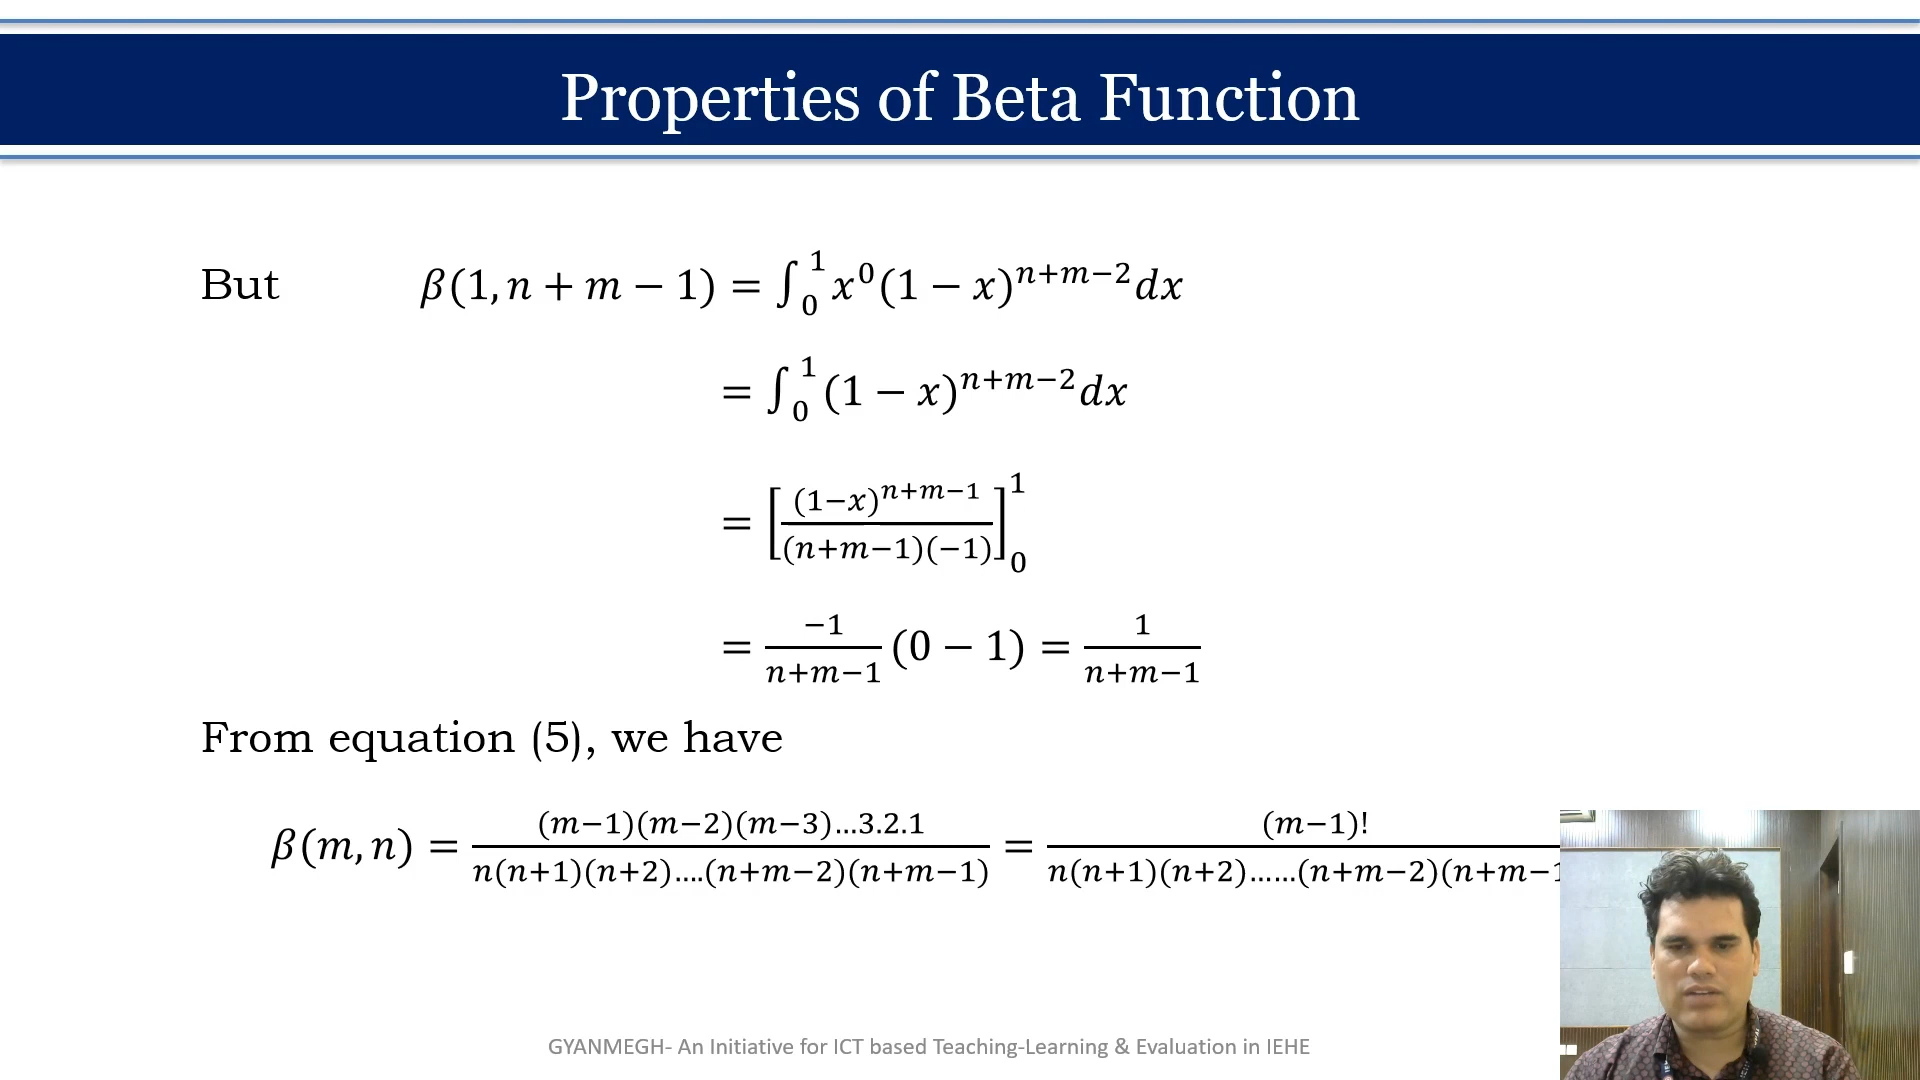 Properties of Beta Function
But β(1, n + m − 1) = ∫₀¹ x⁰(1 − x)ⁿ⁺ᵐ⁻²dx
= ∫₀¹ (1 − x)ⁿ⁺ᵐ⁻²dx
= [(1−x)ⁿ⁺ᵐ⁻¹ / (n+m−1)(−1)]₀¹
= −1/(n+m−1) (0 − 1) = 1/(n+m−1)
From equation (5), we have
β(m, n) = (m−1)(m−2)(m−3)...3.2.1 / n(n+1)(n+2)....(n+m−2)(n+m−1) = (m−1)! / n(n+1)(n+2)......(n+m−2)(n+m−1
GYANMEGH- An Initiative for ICT based Teaching-Learning & Evaluation in IEHE